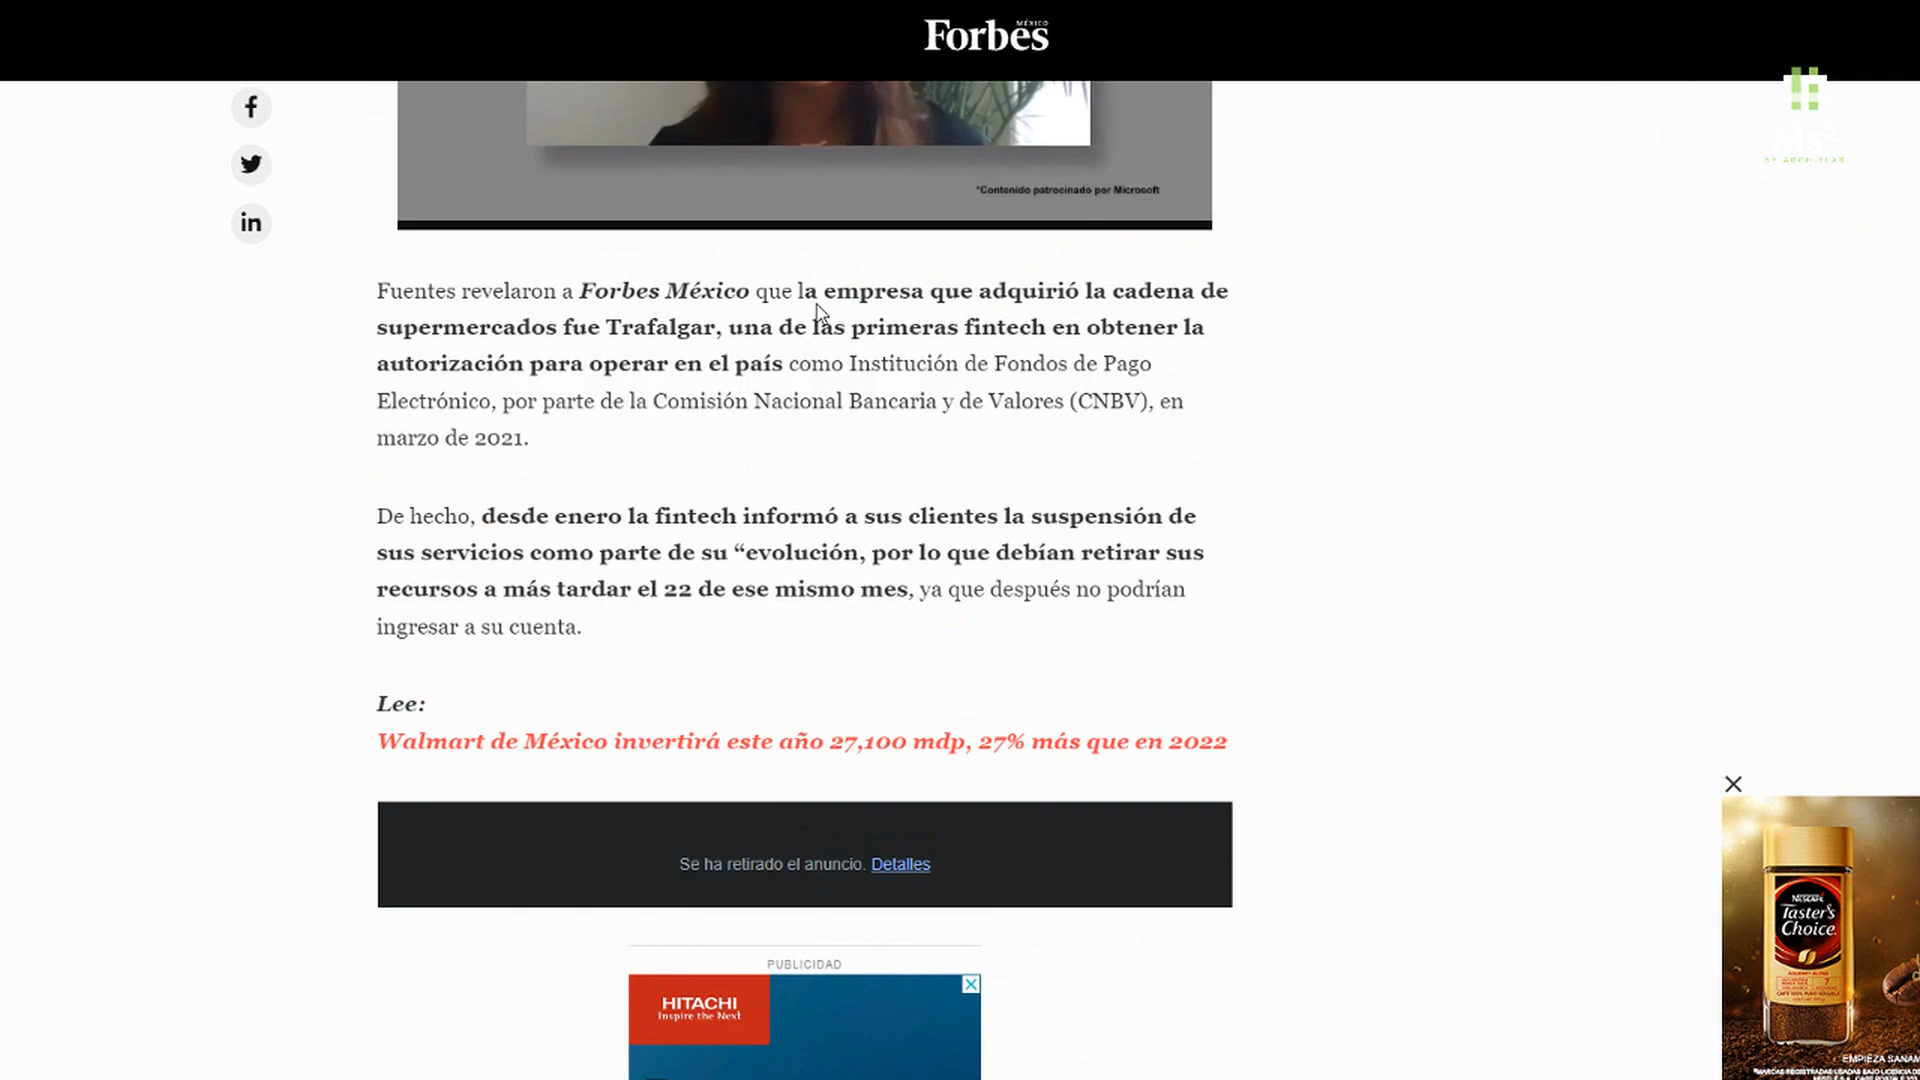 Forbes
MÉXICO
BY ARCHIFLAX
*Contenido patrocinado por Microsoft
Fuentes revelaron a Forbes México que la empresa que adquirió la cadena de
supermercados fue Trafalgar, una de las primeras fintech en obtener la
autorización para operar en el país como Institución de Fondos de Pago
Electrónico, por parte de la Comisión Nacional Bancaria y de Valores (CNBV), en
marzo de 2021.
De hecho, desde enero la fintech informó a sus clientes la suspensión de
sus servicios como parte de su “evolución, por lo que debían retirar sus
recursos a más tardar el 22 de ese mismo mes, ya que después no podrían
ingresar a su cuenta.
Lee:
Walmart de México invertirá este año 27,100 mdp, 27% más que en 2022
Se ha retirado el anuncio. Detalles
PUBLICIDAD
HITACHI
Inspire the Next
NESCAFÉ
Taster's
Choice
EMPIEZA SANAM